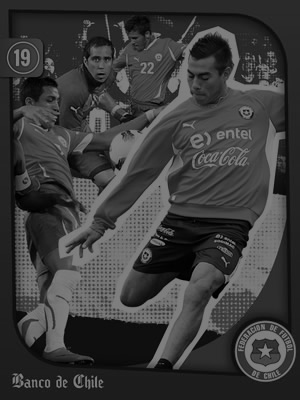 19
22
entel
Coca-Cola
FEDERACION DE FUTBOL
DE CHILE
Banco de Chile